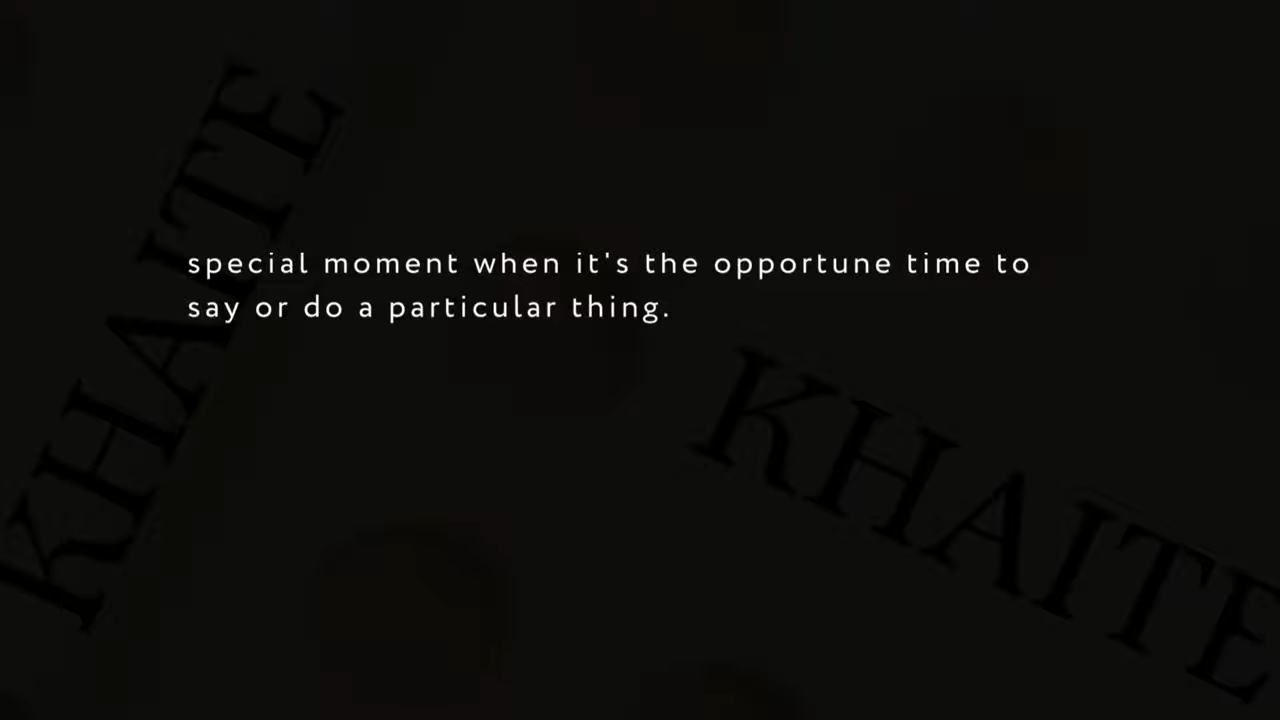 special moment when it's the opportune time to
say or do a particular thing.
KHAITE
KHAITE